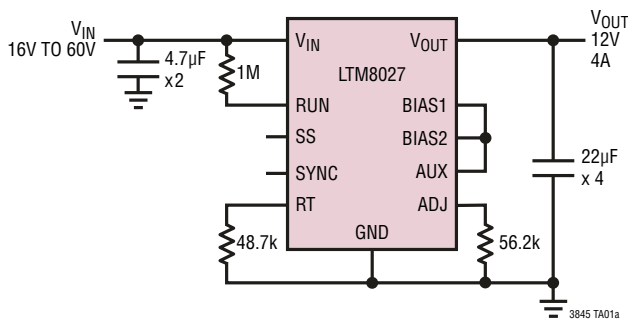 VIN
16V TO 60V
4.7µF
x2
1M
VIN
VOUT
LTM8027
RUN
BIAS1
SS
BIAS2
SYNC
AUX
RT
ADJ
GND
48.7k
56.2k
VOUT
12V
4A
22µF
x 4
3845 TA01a